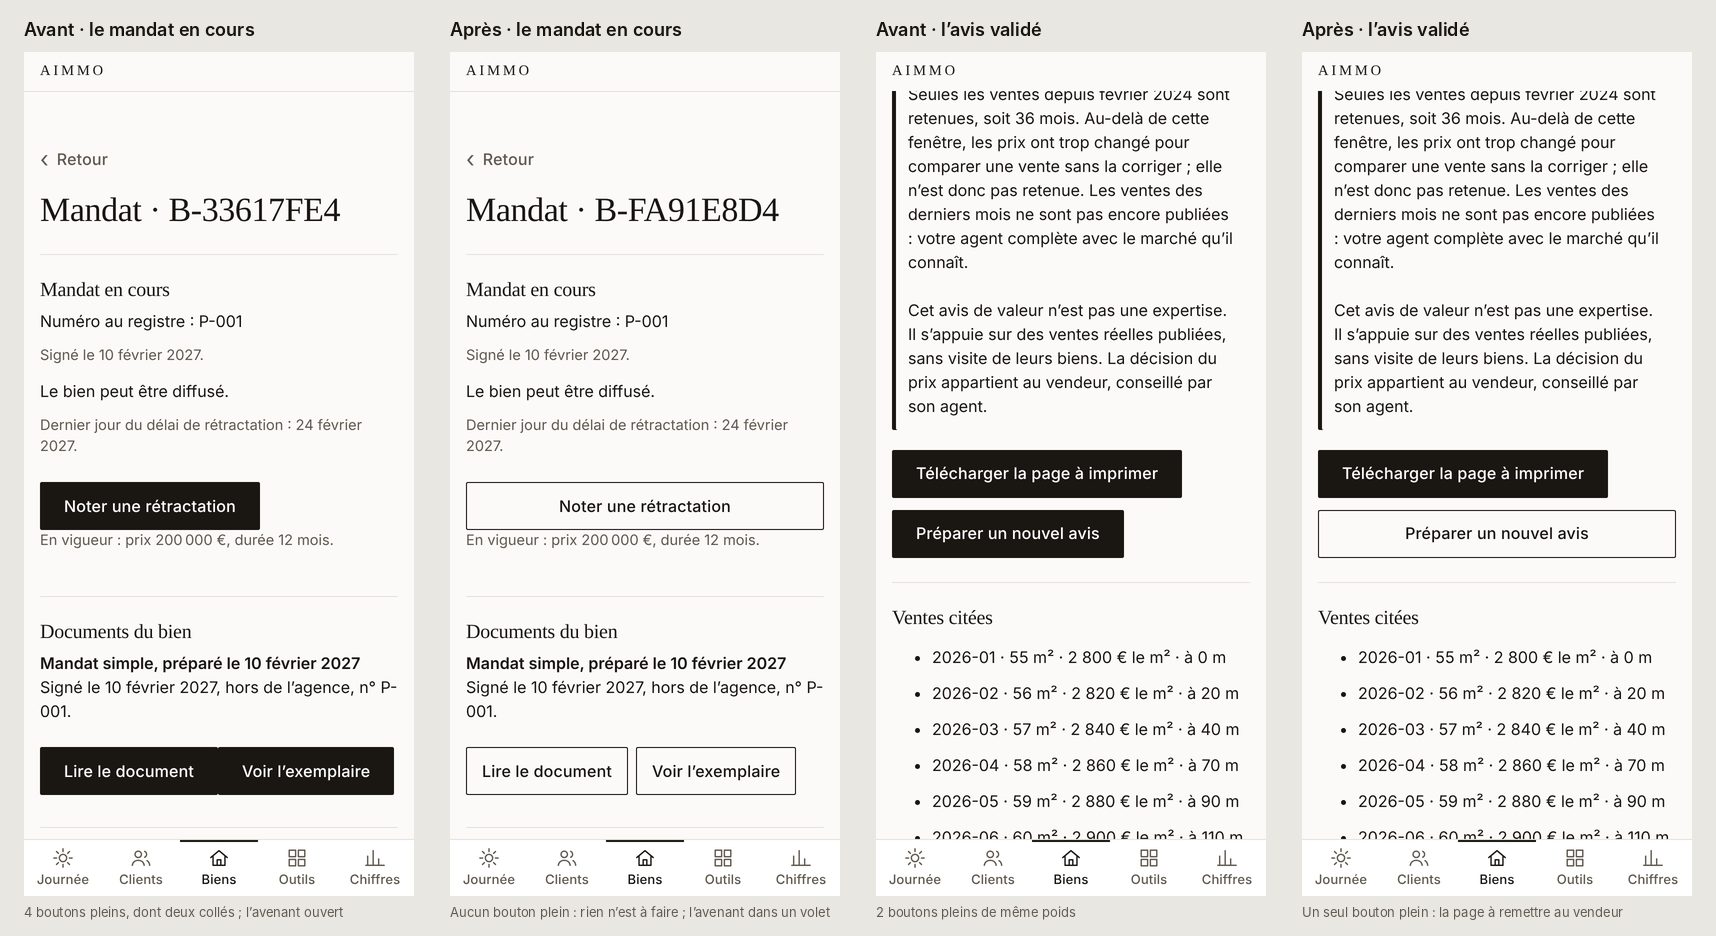 Avant · le mandat en cours
AIMMO
‹ Retour
Mandat · B-33617FE4
Mandat en cours
Numéro au registre : P-001
Signé le 10 février 2027.
Le bien peut être diffusé.
Dernier jour du délai de rétractation : 24 février
2027.
Noter une rétractation
En vigueur : prix 200 000 €, durée 12 mois.
Documents du bien
Mandat simple, préparé le 10 février 2027
Signé le 10 février 2027, hors de l’agence, n° P-
001.
Lire le document
Voir l’exemplaire
Journée
Clients
Biens
Outils
Chiffres
4 boutons pleins, dont deux collés ; l’avenant ouvert
Après · le mandat en cours
AIMMO
‹ Retour
Mandat · B-FA91E8D4
Mandat en cours
Numéro au registre : P-001
Signé le 10 février 2027.
Le bien peut être diffusé.
Dernier jour du délai de rétractation : 24 février
2027.
Noter une rétractation
En vigueur : prix 200 000 €, durée 12 mois.
Documents du bien
Mandat simple, préparé le 10 février 2027
Signé le 10 février 2027, hors de l’agence, n° P-
001.
Lire le document
Voir l’exemplaire
Journée
Clients
Biens
Outils
Chiffres
Aucun bouton plein : rien n’est à faire ; l’avenant dans un volet
Avant · l’avis validé
AIMMO
Seules les ventes depuis février 2024 sont
retenues, soit 36 mois. Au-delà de cette
fenêtre, les prix ont trop changé pour
comparer une vente sans la corriger ; elle
n’est donc pas retenue. Les ventes des
derniers mois ne sont pas encore publiées
: votre agent complète avec le marché qu’il
connaît.
Cet avis de valeur n’est pas une expertise.
Il s’appuie sur des ventes réelles publiées,
sans visite de leurs biens. La décision du
prix appartient au vendeur, conseillé par
son agent.
Télécharger la page à imprimer
Préparer un nouvel avis
Ventes citées
• 2026-01 · 55 m² · 2 800 € le m² · à 0 m
• 2026-02 · 56 m² · 2 820 € le m² · à 20 m
• 2026-03 · 57 m² · 2 840 € le m² · à 40 m
• 2026-04 · 58 m² · 2 860 € le m² · à 70 m
• 2026-05 · 59 m² · 2 880 € le m² · à 90 m
• 2026-06 · 60 m² · 2 900 € le m² · à 110 m
Journée
Clients
Biens
Outils
Chiffres
2 boutons pleins de même poids
Après · l’avis validé
AIMMO
Seules les ventes depuis février 2024 sont
retenues, soit 36 mois. Au-delà de cette
fenêtre, les prix ont trop changé pour
comparer une vente sans la corriger ; elle
n’est donc pas retenue. Les ventes des
derniers mois ne sont pas encore publiées
: votre agent complète avec le marché qu’il
connaît.
Cet avis de valeur n’est pas une expertise.
Il s’appuie sur des ventes réelles publiées,
sans visite de leurs biens. La décision du
prix appartient au vendeur, conseillé par
son agent.
Télécharger la page à imprimer
Préparer un nouvel avis
Ventes citées
• 2026-01 · 55 m² · 2 800 € le m² · à 0 m
• 2026-02 · 56 m² · 2 820 € le m² · à 20 m
• 2026-03 · 57 m² · 2 840 € le m² · à 40 m
• 2026-04 · 58 m² · 2 860 € le m² · à 70 m
• 2026-05 · 59 m² · 2 880 € le m² · à 90 m
• 2026-06 · 60 m² · 2 900 € le m² · à 110 m
Journée
Clients
Biens
Outils
Chiffres
Un seul bouton plein : la page à remettre au vendeur